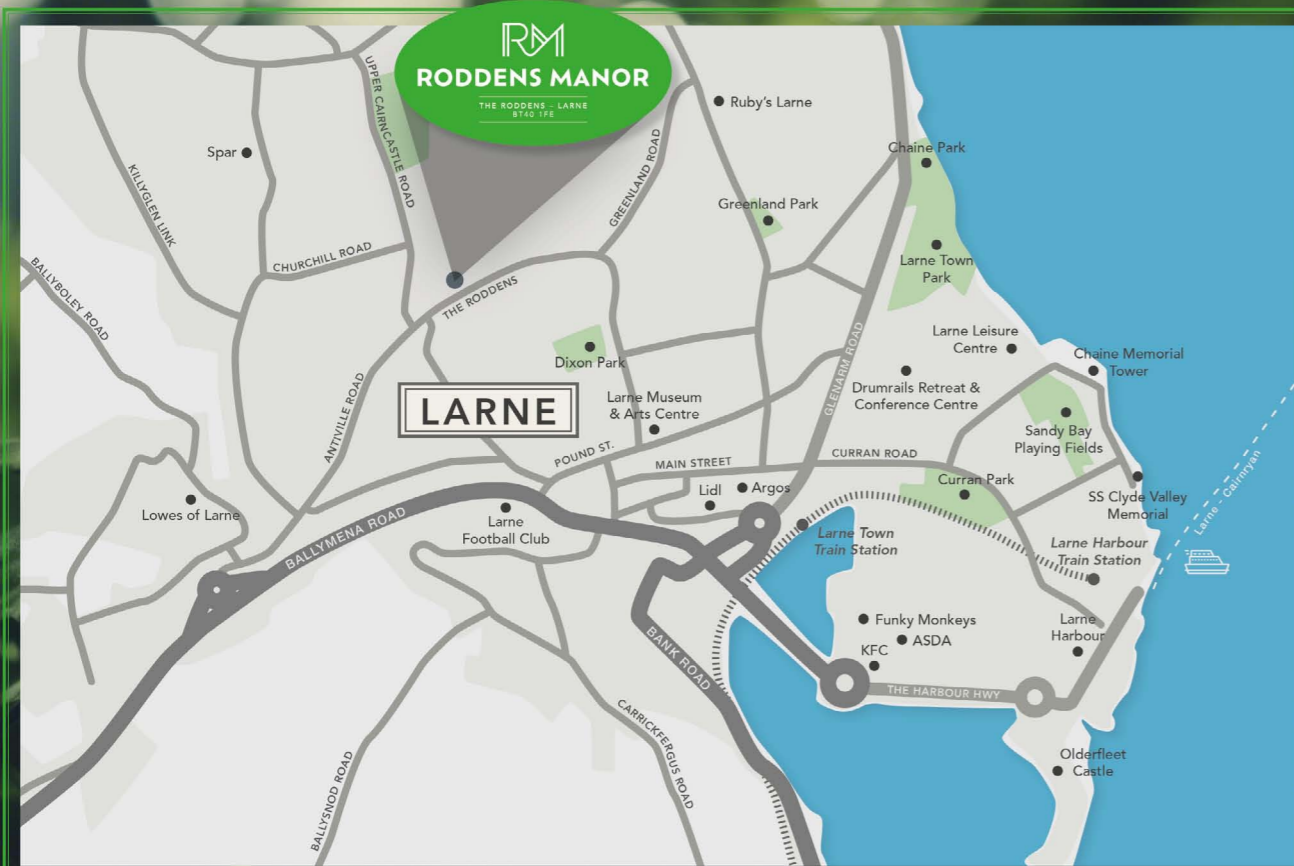 RM
RODDENS MANOR
THE RODDENS – LARNE
BT40 1FE
UPPER CAIRNCASTLE ROAD
Ruby's Larne
Spar
KILLYGLEN LINK
GREENLAND ROAD
Chaine Park
Greenland Park
CHURCHILL ROAD
BALLYBOLEY ROAD
THE RODDENS
Larne Town
Park
Larne Leisure
Centre
Chaine Memorial
Tower
Dixon Park
GLENARM ROAD
Drumrails Retreat &
Conference Centre
LARNE
Larne Museum
& Arts Centre
Sandy Bay
Playing Fields
ANTIVILLE ROAD
POUND ST.
MAIN STREET
CURRAN ROAD
Lidl
Argos
Curran Park
SS Clyde Valley
Memorial
Larne - Cairnryan
Lowes of Larne
BALLYMENA ROAD
Larne
Football Club
Larne Town
Train Station
Larne Harbour
Train Station
Funky Monkeys
ASDA
KFC
Larne
Harbour
BANK ROAD
THE HARBOUR HWY
CARRICKFERGUS ROAD
BALLYSNOD ROAD
Olderfleet
Castle